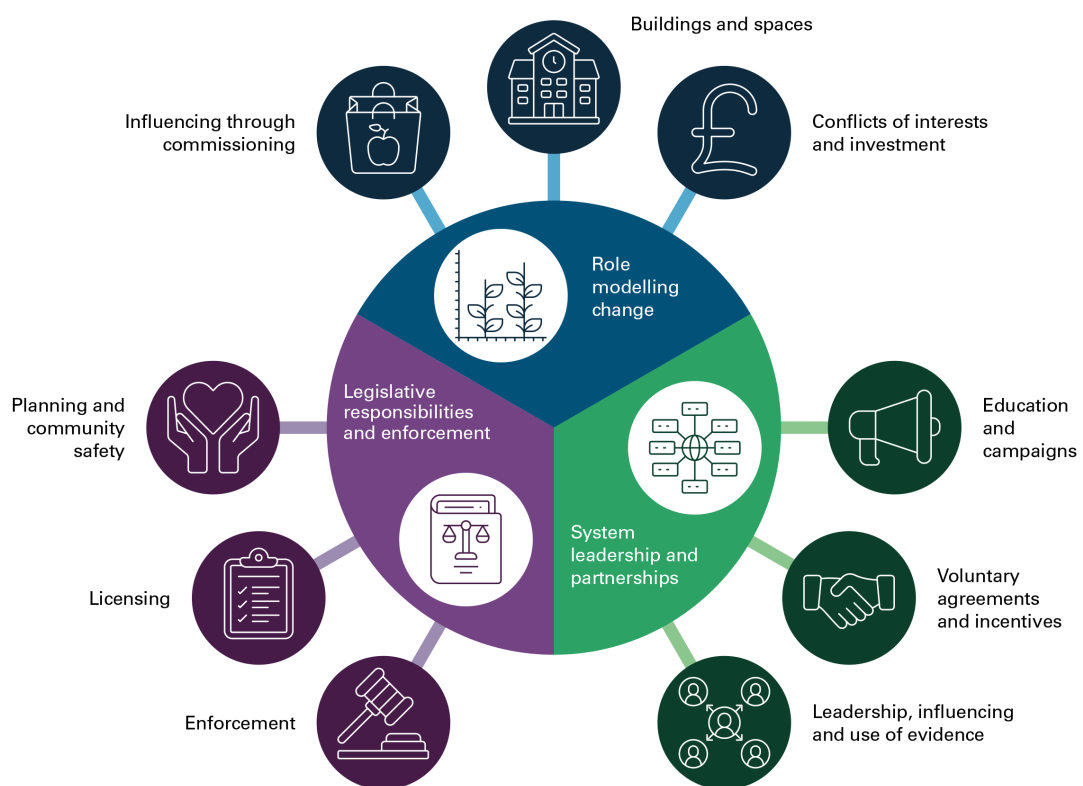 Buildings and spaces
Influencing through
commissioning
Conflicts of interests
and investment
Role
modelling
change
Legislative
responsibilities
and enforcement
Planning and
community
safety
Education
and
campaigns
System
leadership and
partnerships
Licensing
Voluntary
agreements
and incentives
Enforcement
Leadership, influencing
and use of evidence